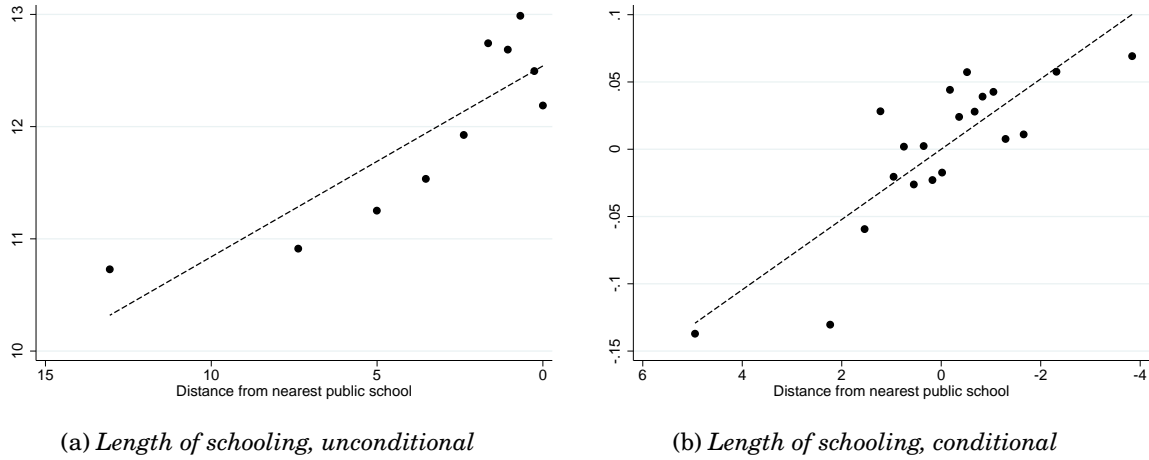 13
12
11
10
15 10 5 0
Distance from nearest public school
(a) Length of schooling, unconditional
.1
.05
0
-.05
-.1
-.15
6 4 2 0 -2 -4
Distance from nearest public school
(b) Length of schooling, conditional